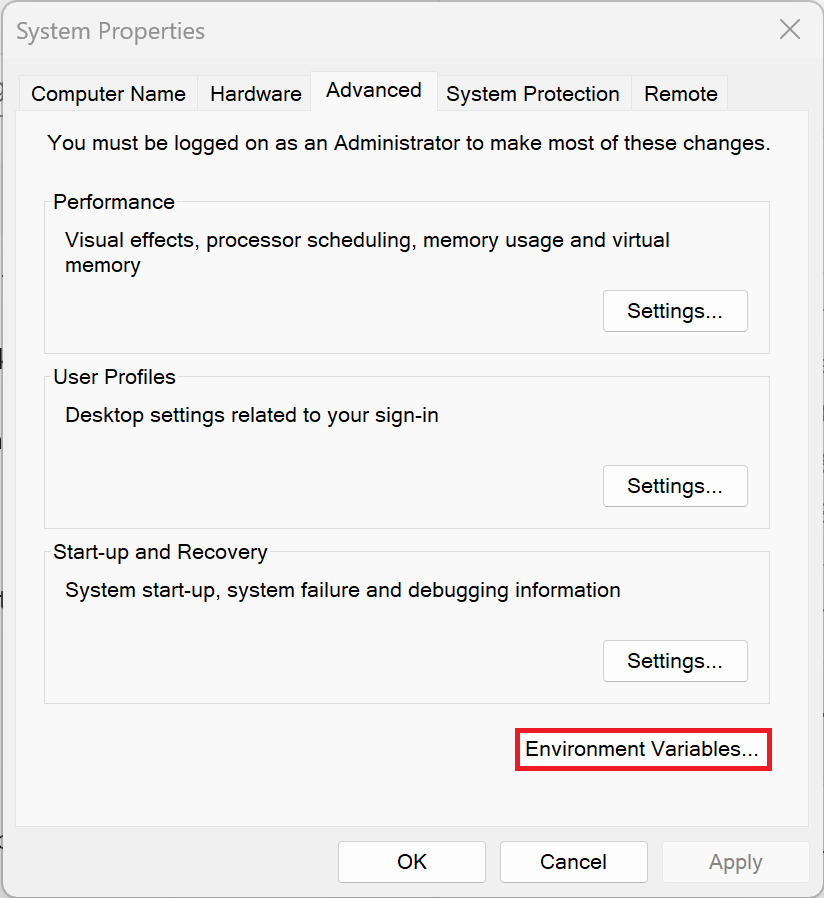 System Properties
Computer Name
Hardware
Advanced
System Protection
Remote
You must be logged on as an Administrator to make most of these changes.
Performance
Visual effects, processor scheduling, memory usage and virtual
memory
Settings...
User Profiles
Desktop settings related to your sign-in
Settings...
Start-up and Recovery
System start-up, system failure and debugging information
Settings...
Environment Variables...
OK
Cancel
Apply